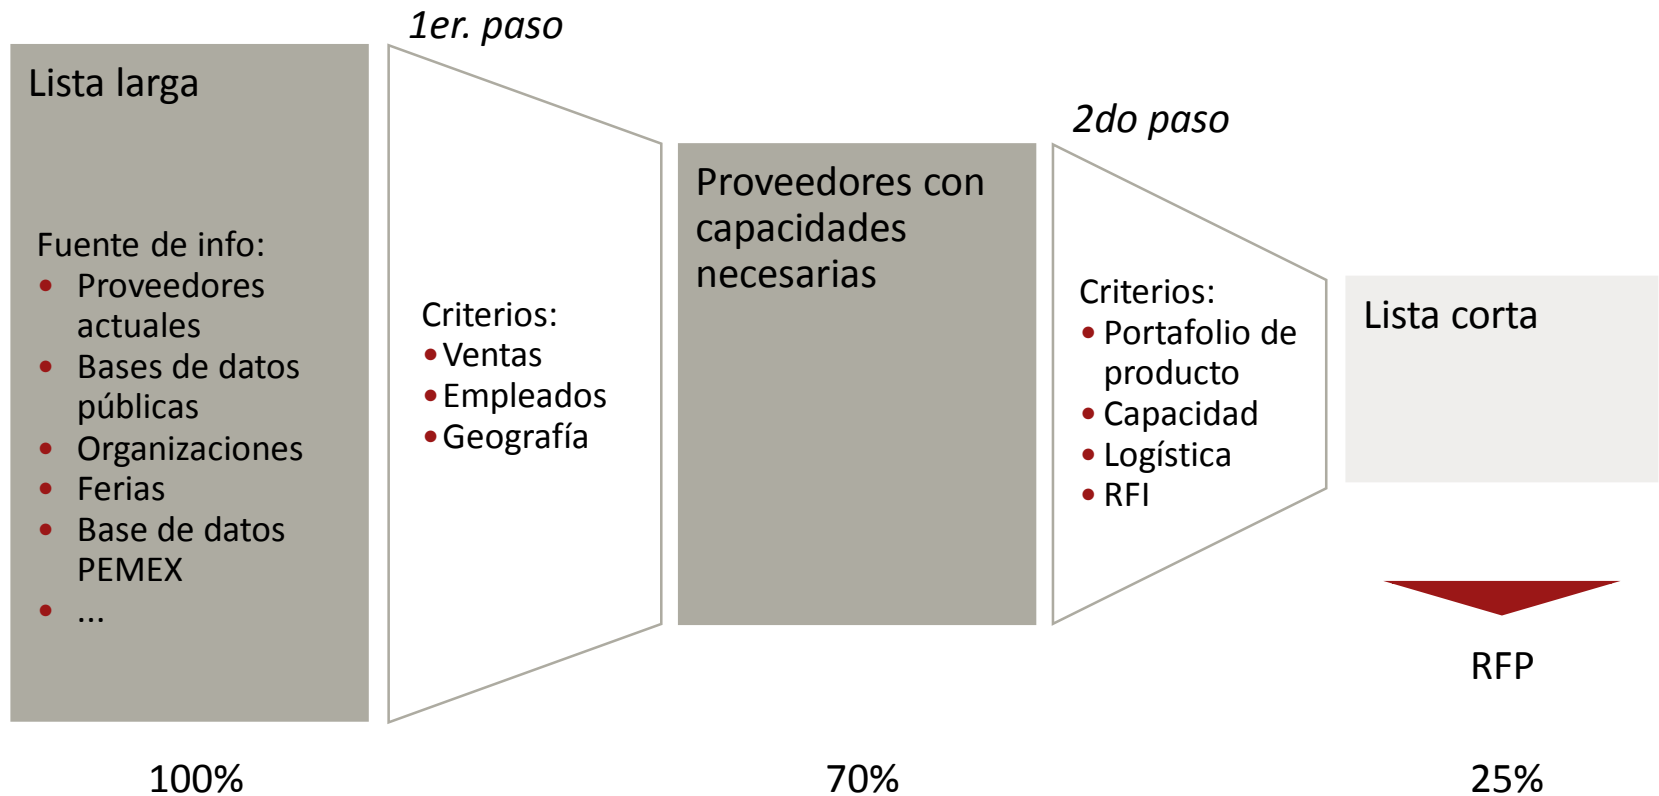 1er. paso
Lista larga
Fuente de info:
• Proveedores
actuales
• Bases de datos
públicas
• Organizaciones
• Ferias
• Base de datos
PEMEX
• ...
Criterios:
• Ventas
• Empleados
• Geografía
Proveedores con
capacidades
necesarias
2do paso
Criterios:
• Portafolio de
producto
• Capacidad
• Logística
• RFI
Lista corta
RFP
100%
70%
25%